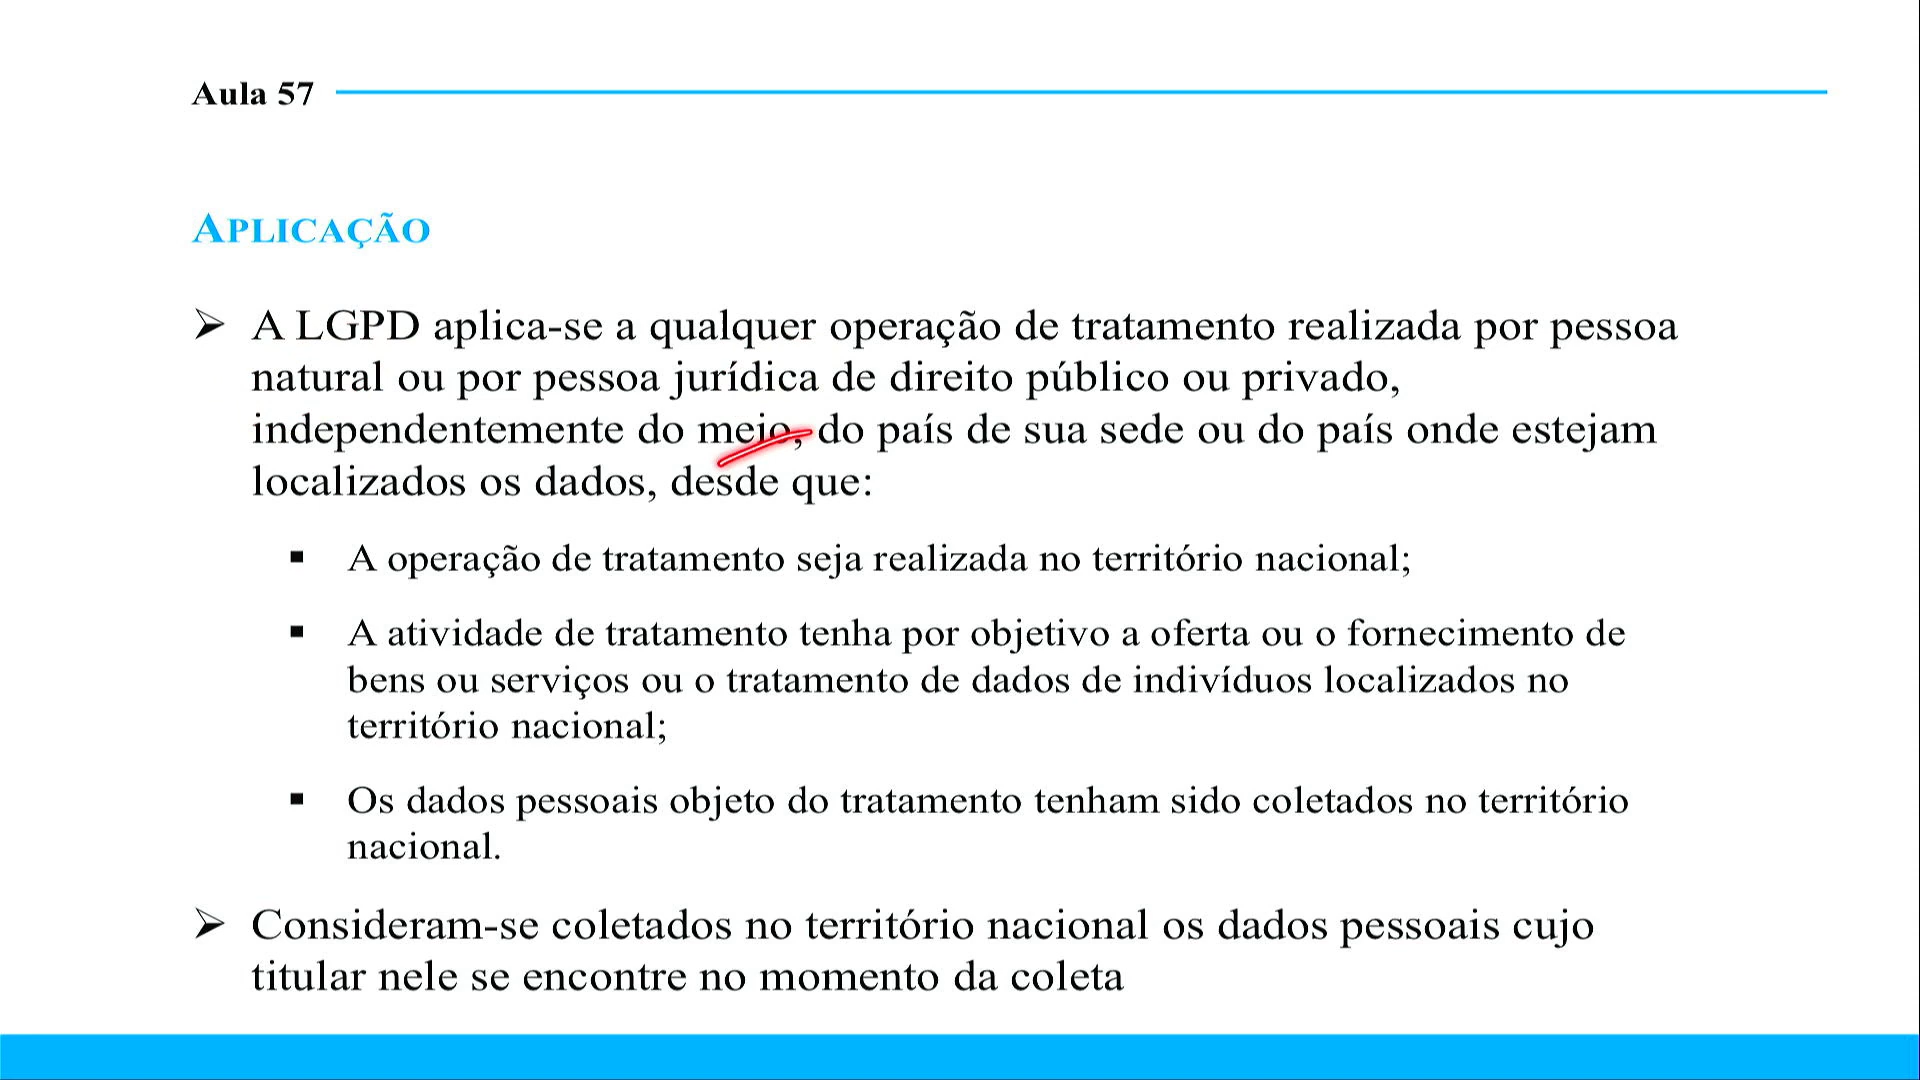 Aula 57
APLICAÇÃO
➢ A LGPD aplica-se a qualquer operação de tratamento realizada por pessoa
natural ou por pessoa jurídica de direito público ou privado,
independentemente do meio, do país de sua sede ou do país onde estejam
localizados os dados, desde que:
▪ A operação de tratamento seja realizada no território nacional;
▪ A atividade de tratamento tenha por objetivo a oferta ou o fornecimento de
bens ou serviços ou o tratamento de dados de indivíduos localizados no
território nacional;
▪ Os dados pessoais objeto do tratamento tenham sido coletados no território
nacional.
➢ Consideram-se coletados no território nacional os dados pessoais cujo
titular nele se encontre no momento da coleta